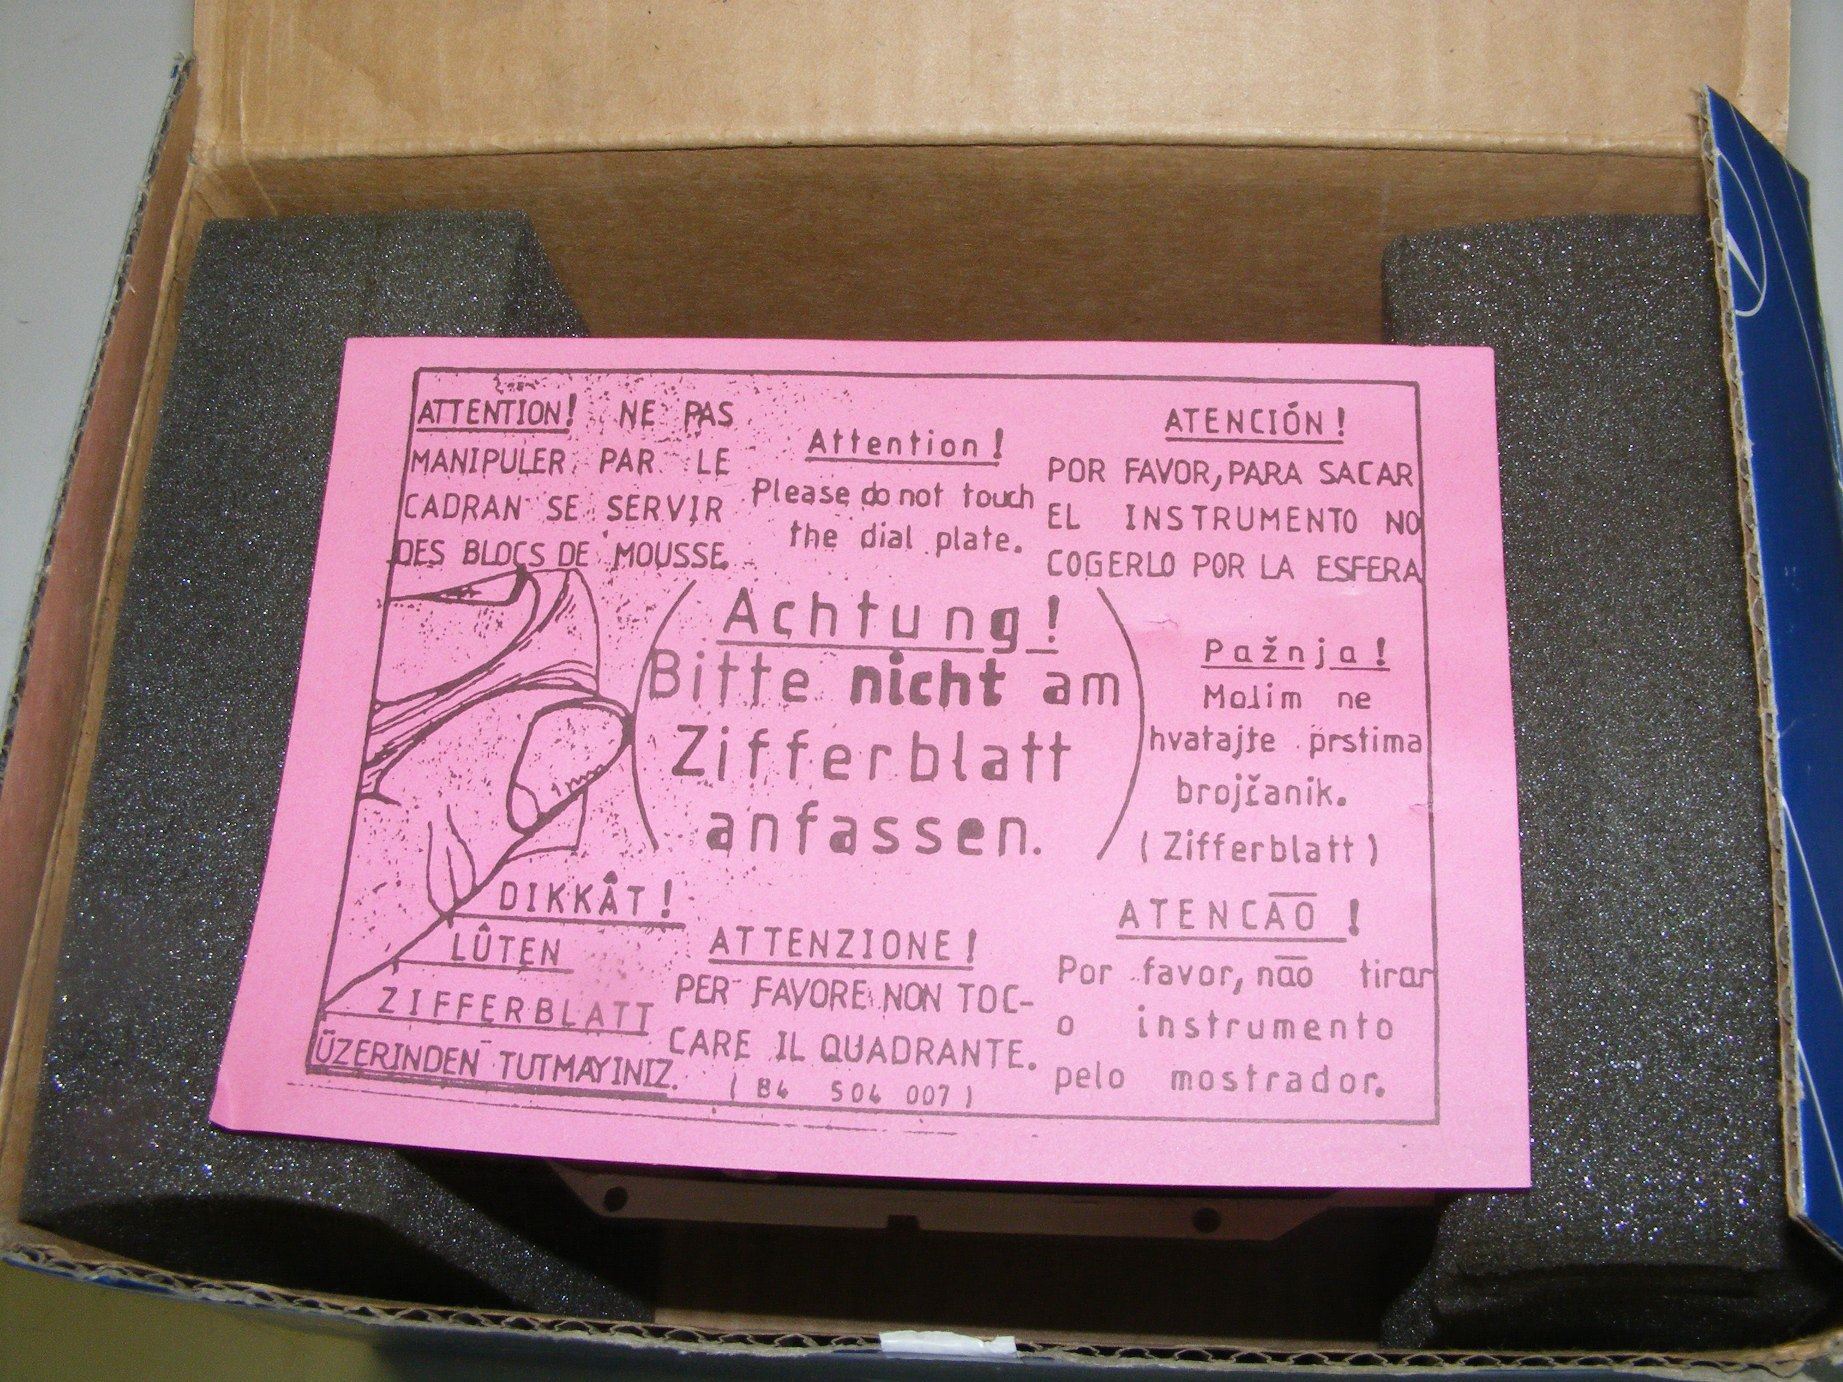 ATTENTION! NE PAS
MANIPULER PAR LE
CADRAN SE SERVIR
DES BLOCS DE MOUSSE.
Attention!
Please do not touch
the dial plate.
ATENCIÓN!
POR FAVOR, PARA SACAR
EL INSTRUMENTO NO
COGERLO POR LA ESFERA
Achtung!
Bitte nicht am
Zifferblatt
anfassen.
Pažnja!
Molim ne
hvatajte prstima
brojčanik.
(Zifferblatt)
DIKKÂT!
LÛTEN
ZIFFERBLATT
ÜZERINDEN TUTMAYINIZ.
ATTENZIONE!
PER FAVORE NON TOC-
CARE IL QUADRANTE.
(B4 504 007)
ATENCÃO!
Por favor, não tirar
o instrumento
pelo mostrador.